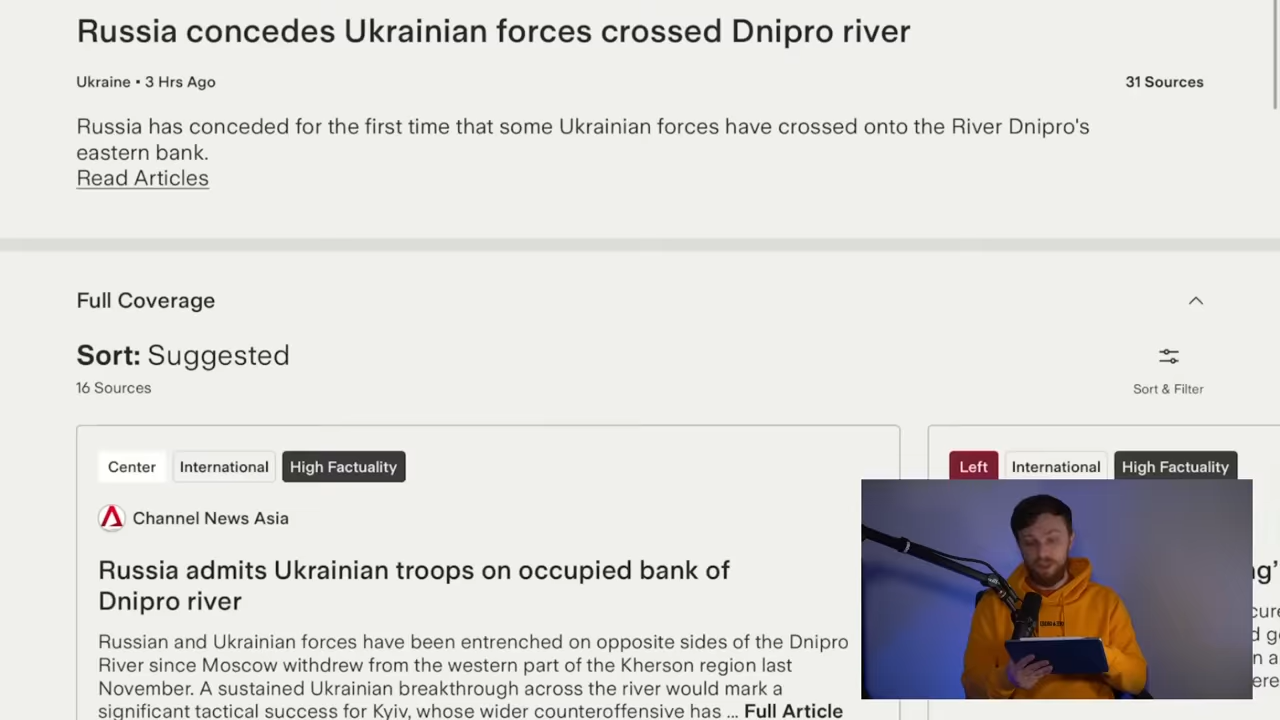 Russia concedes Ukrainian forces crossed Dnipro river
Ukraine • 3 Hrs Ago
31 Sources
Russia has conceded for the first time that some Ukrainian forces have crossed onto the River Dnipro's
eastern bank.
Read Articles
Full Coverage
Sort: Suggested
16 Sources
Sort & Filter
Center
International
High Factuality
Channel News Asia
Russia admits Ukrainian troops on occupied bank of
Dnipro river
Russian and Ukrainian forces have been entrenched on opposite sides of the Dnipro
River since Moscow withdrew from the western part of the Kherson region last
November. A sustained Ukrainian breakthrough across the river would mark a
significant tactical success for Kyiv, whose wider counteroffensive has ... Full Article
Left
International
High Factuality